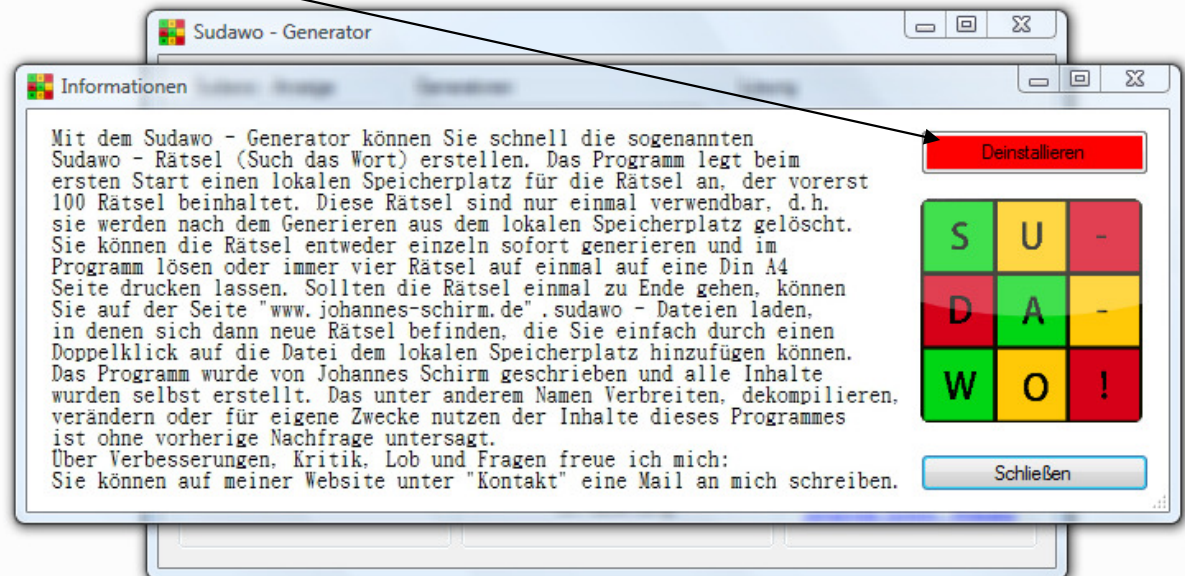 Sudawo - Generator
Informationen
Mit dem Sudawo - Generator können Sie schnell die sogenannten
Sudawo - Rätsel (Such das Wort) erstellen. Das Programm legt beim
ersten Start einen lokalen Speicherplatz für die Rätsel an, der vorerst
100 Rätsel beinhaltet. Diese Rätsel sind nur einmal verwendbar, d.h.
sie werden nach dem Generieren aus dem lokalen Speicherplatz gelöscht.
Sie können die Rätsel entweder einzeln sofort generieren und im
Programm lösen oder immer vier Rätsel auf einmal auf eine Din A4
Seite drucken lassen. Sollten die Rätsel einmal zu Ende gehen, können
Sie auf der Seite "www.johannes-schirm.de" .sudawo - Dateien laden,
in denen sich dann neue Rätsel befinden, die Sie einfach durch einen
Doppelklick auf die Datei dem lokalen Speicherplatz hinzufügen können.
Das Programm wurde von Johannes Schirm geschrieben und alle Inhalte
wurden selbst erstellt. Das unter anderem Namen Verbreiten, dekompilieren,
verändern oder für eigene Zwecke nutzen der Inhalte dieses Programmes
ist ohne vorherige Nachfrage untersagt.
Über Verbesserungen, Kritik, Lob und Fragen freue ich mich:
Sie können auf meiner Website unter "Kontakt" eine Mail an mich schreiben.
Deinstallieren
S U -
D A -
W O !
Schließen